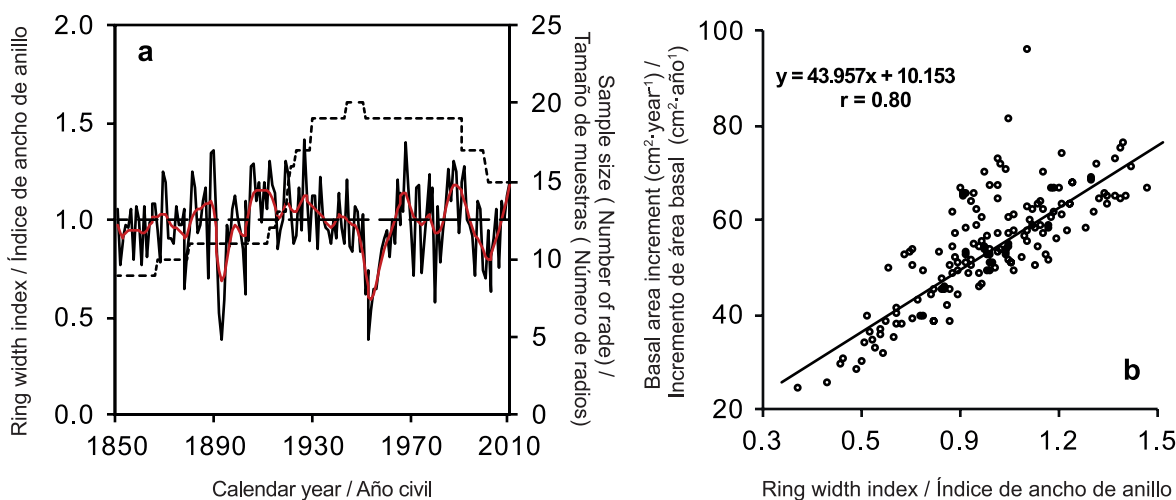 Ring width index / Índice de ancho de anillo
2.0
1.5
1.0
0.5
0.0
a
25
20
15
10
5
0
Sample size ( Number of rade) /
Tamaño de muestras ( Número de radios)
1850 1890 1930 1970 2010
Calendar year / Año civil
Basal area increment (cm²·year⁻¹) /
Incremento de área basal (cm²·año¹)
100
80
60
40
20
y = 43.957x + 10.153
r = 0.80
b
0.3 0.5 0.9 1.2 1.5
Ring width index / Índice de ancho de anillo